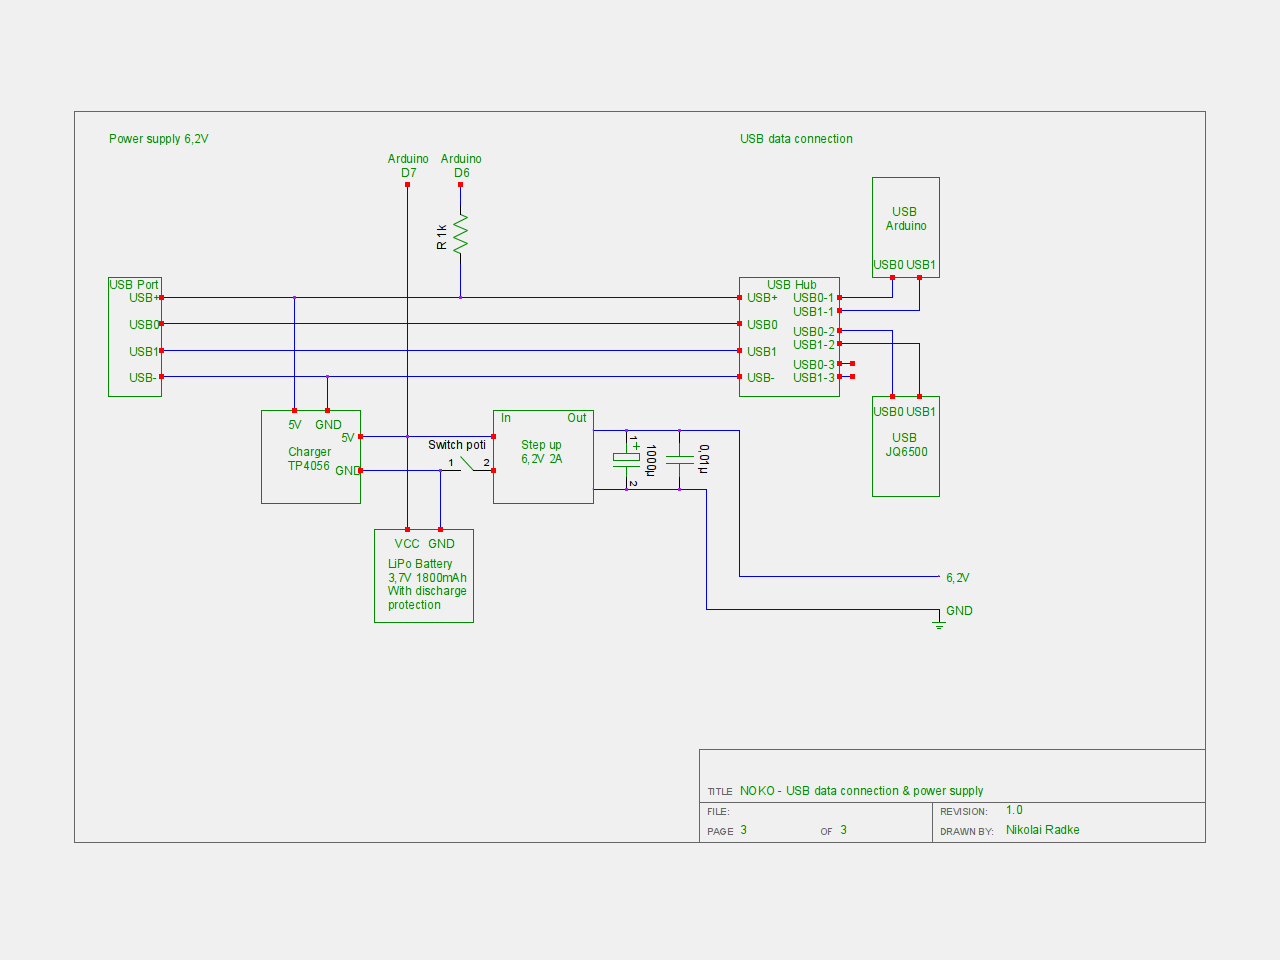 Power supply 6,2V
USB data connection
Arduino
D7
Arduino
D6
R 1k
USB Port
USB+
USB0
USB1
USB-
USB Hub
USB+
USB0
USB1
USB-
USB0-1
USB1-1
USB0-2
USB1-2
USB0-3
USB1-3
USB
Arduino
USB0 USB1
USB0 USB1
USB
JQ6500
5V GND
5V
Charger
TP4056
GND
Switch poti
1 2
In Out
Step up
6,2V 2A
1
+
2
1000µ
0,01µ
VCC GND
LiPo Battery
3,7V 1800mAh
With discharge
protection
6,2V
GND
TITLE NOKO - USB data connection & power supply
FILE:
REVISION: 1.0
PAGE 3 OF 3
DRAWN BY: Nikolai Radke